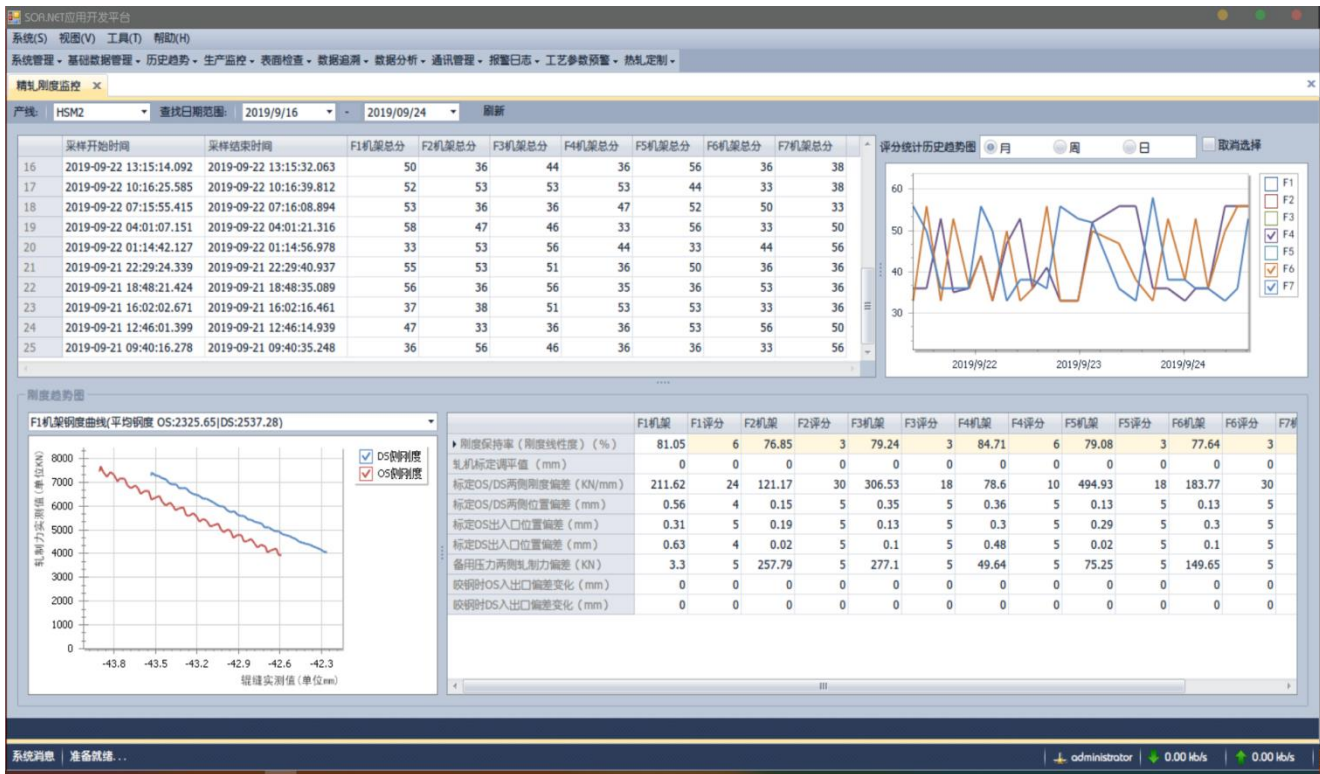 SOA.NET应用开发平台
系统(S) 视图(V) 工具(T) 帮助(H)
系统管理 基础数据管理 历史趋势 生产监控 表面检查 数据追溯 数据分析 通讯管理 报警日志 工艺参数预警 热轧定制
精轧刚度监控 ×
产线: HSM2 查找日期范围: 2019/9/16 - 2019/09/24 刷新
采样开始时间 采样结束时间 F1机架总分 F2机架总分 F3机架总分 F4机架总分 F5机架总分 F6机架总分 F7机架总分
16 2019-09-22 13:15:14.092 2019-09-22 13:15:32.063 50 36 44 36 56 36 38
17 2019-09-22 10:16:25.585 2019-09-22 10:16:39.812 52 53 53 53 44 33 38
18 2019-09-22 07:15:55.415 2019-09-22 07:16:08.894 53 36 36 47 52 50 33
19 2019-09-22 04:01:07.151 2019-09-22 04:01:21.316 58 47 46 33 56 33 50
20 2019-09-22 01:14:42.127 2019-09-22 01:14:56.978 33 53 56 44 33 44 56
21 2019-09-21 22:29:24.339 2019-09-21 22:29:40.937 55 53 51 36 50 36 36
22 2019-09-21 18:48:21.424 2019-09-21 18:48:35.089 56 36 56 35 36 53 36
23 2019-09-21 16:02:02.671 2019-09-21 16:02:16.461 37 38 51 53 53 33 36
24 2019-09-21 12:46:01.399 2019-09-21 12:46:14.939 47 33 36 36 53 56 50
25 2019-09-21 09:40:16.278 2019-09-21 09:40:35.248 36 56 46 36 36 33 56
评分统计历史趋势图 月 周 日 取消选择
60
50
40
30
2019/9/22 2019/9/23 2019/9/24
F1
F2
F3
F4
F5
F6
F7
刚度趋势图
F1机架钢度曲线(平均钢度 OS:2325.65|DS:2537.28)
轧制力实测值(单位KN)
8000
7000
6000
5000
4000
3000
2000
1000
0
-43.8 -43.5 -43.2 -42.9 -42.6 -42.3
辊缝实测值(单位mm)
DS侧刚度
OS侧刚度
F1机架 F1评分 F2机架 F2评分 F3机架 F3评分 F4机架 F4评分 F5机架 F5评分 F6机架 F6评分 F7机
刚度保持率(刚度线性度)(%) 81.05 6 76.85 3 79.24 3 84.71 6 79.08 3 77.64 3
轧机标定调平值(mm) 0 0 0 0 0 0 0 0 0 0 0 0
标定OS/DS两侧刚度偏差(KN/mm) 211.62 24 121.17 30 306.53 18 78.6 10 494.93 18 183.77 30
标定OS/DS两侧位置偏差(mm) 0.56 4 0.15 5 0.35 5 0.36 5 0.13 5 0.13 5
标定OS出入口位置偏差(mm) 0.31 5 0.19 5 0.13 5 0.3 5 0.29 5 0.3 5
标定DS出入口位置偏差(mm) 0.63 4 0.02 5 0.1 5 0.48 5 0.02 5 0.1 5
备用压力两侧轧制力偏差(KN) 3.3 5 257.79 5 277.1 5 49.64 5 75.25 5 149.65 5
咬钢时OS入出口偏差变化(mm) 0 0 0 0 0 0 0 0 0 0 0 0
咬钢时DS入出口偏差变化(mm) 0 0 0 0 0 0 0 0 0 0 0 0
系统消息 准备就绪... administrator 0.00 kb/s 0.00 kb/s